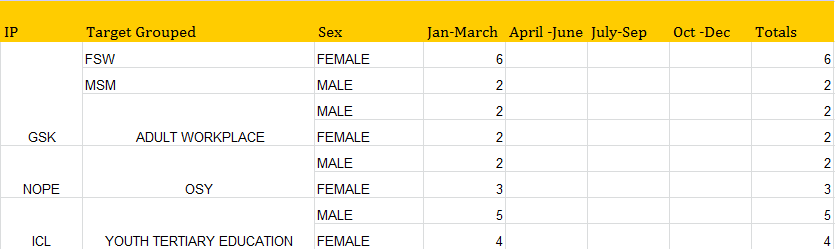 IP Target Grouped Sex Jan-March April -June July-Sep Oct -Dec Totals
FSW FEMALE 6 6
MSM MALE 2 2
MALE 2 2
GSK ADULT WORKPLACE FEMALE 2 2
MALE 2 2
NOPE OSY FEMALE 3 3
MALE 5 5
ICL YOUTH TERTIARY EDUCATION FEMALE 4 4